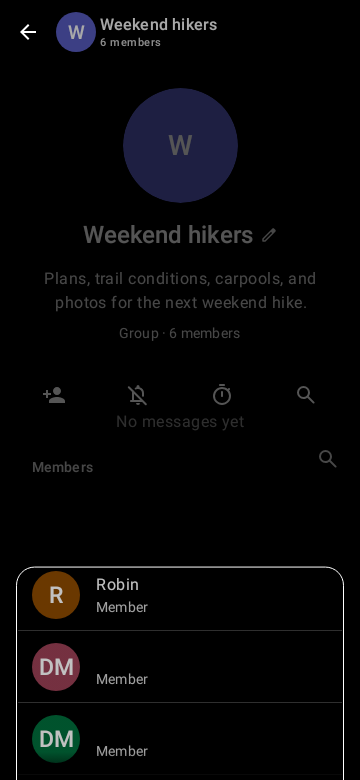 W
Weekend hikers
6 members
W
Weekend hikers
Plans, trail conditions, carpools, and
photos for the next weekend hike.
Group · 6 members
No messages yet
Members
R
Robin
Member
DM
Member
DM
Member